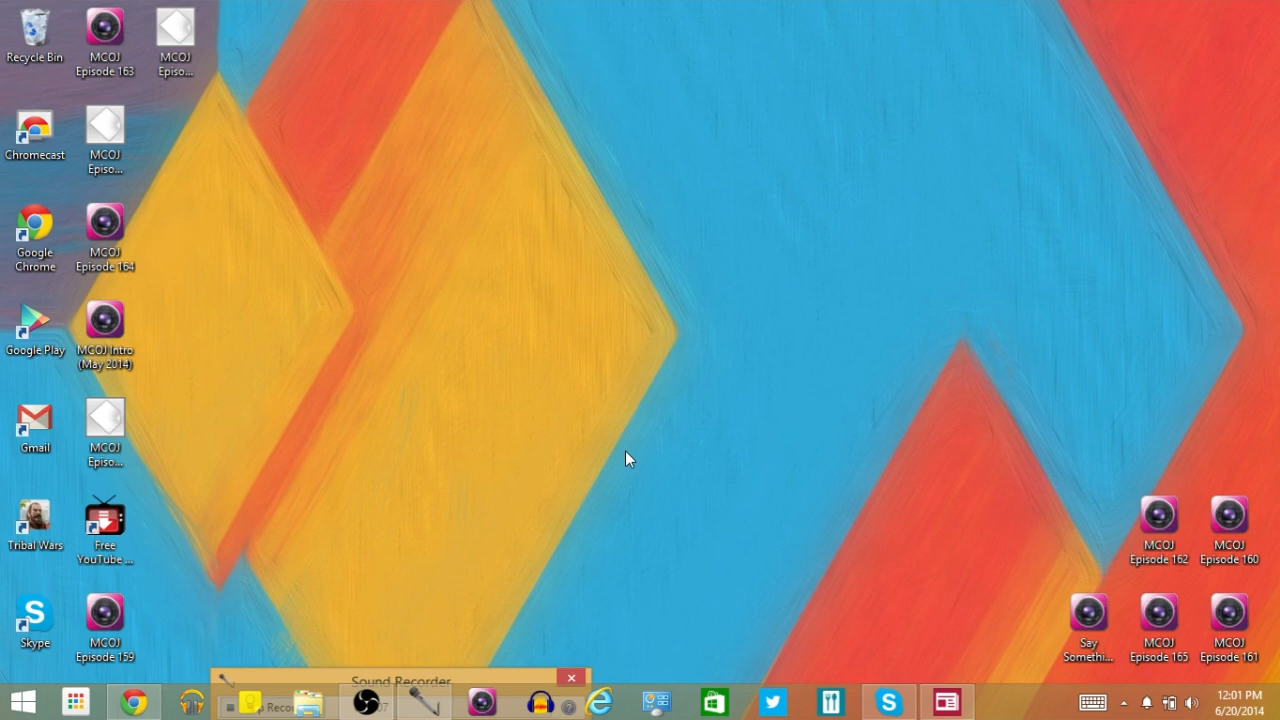 Recycle Bin
MCOJ
Episode 163
MCOJ
Episo...
Chromecast
MCOJ
Episo...
Google
Chrome
MCOJ
Episode 164
Google Play
MCOJ Intro
(May 2014)
Gmail
MCOJ
Episo...
Tribal Wars
Free
YouTube ...
Skype
MCOJ
Episode 159
MCOJ
Episode 162
MCOJ
Episode 160
Say
Somethi...
MCOJ
Episode 165
MCOJ
Episode 161
Sound Recorder
12:01 PM
6/20/2014